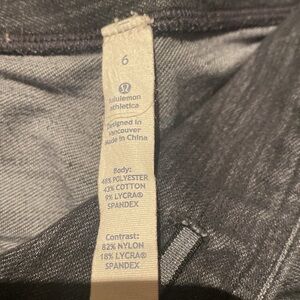 6
lululemon
athletica
Designed in
Vancouver
Made in China
Body:
48% POLYESTER
43% COTTON
9% LYCRA®
SPANDEX
Contrast:
82% NYLON
18% LYCRA®
SPANDEX